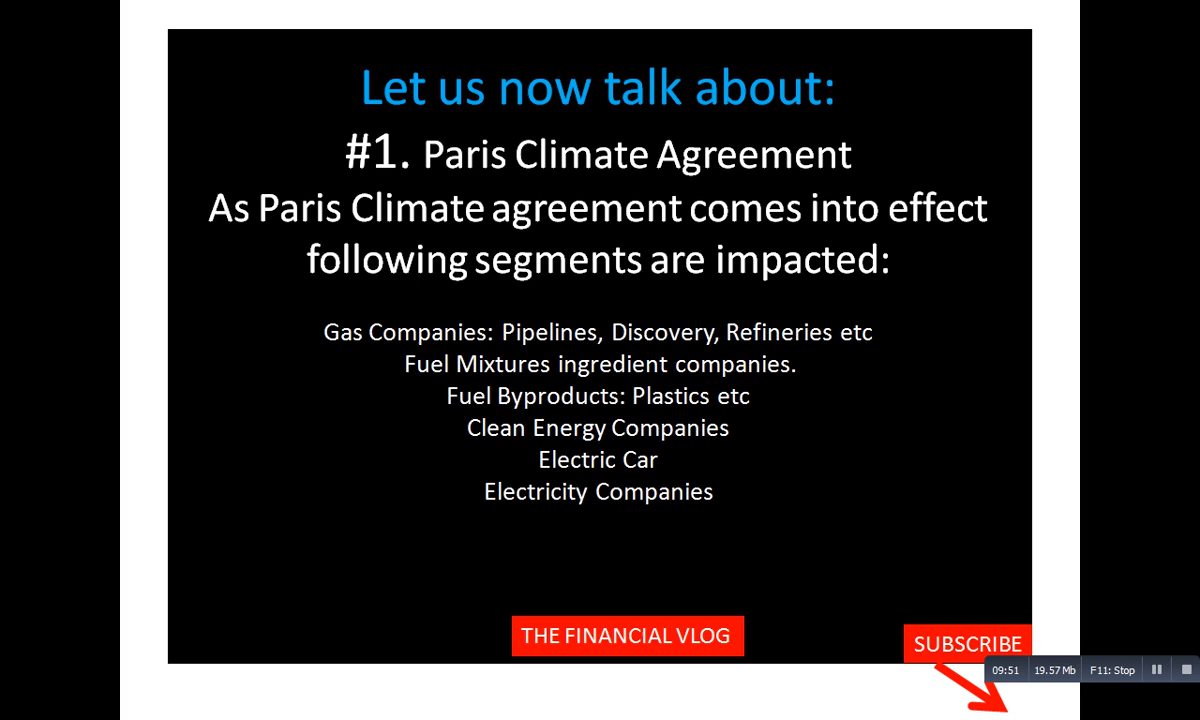 Let us now talk about:
#1. Paris Climate Agreement
As Paris Climate agreement comes into effect
following segments are impacted:
Gas Companies: Pipelines, Discovery, Refineries etc
Fuel Mixtures ingredient companies.
Fuel Byproducts: Plastics etc
Clean Energy Companies
Electric Car
Electricity Companies
THE FINANCIAL VLOG
SUBSCRIBE
09:51 19.57Mb F11: Stop